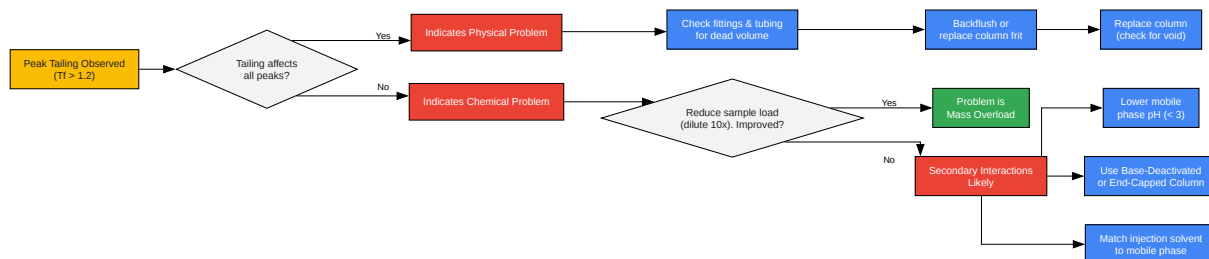 Peak Tailing Observed
(Tf > 1.2)
Tailing affects
all peaks?
Yes
Indicates Physical Problem
Check fittings & tubing
for dead volume
Backflush or
replace column frit
Replace column
(check for void)
No
Indicates Chemical Problem
Reduce sample load
(dilute 10x). Improved?
Yes
Problem is
Mass Overload
No
Secondary Interactions
Likely
Lower mobile
phase pH (< 3)
Use Base-Deactivated
or End-Capped Column
Match injection solvent
to mobile phase